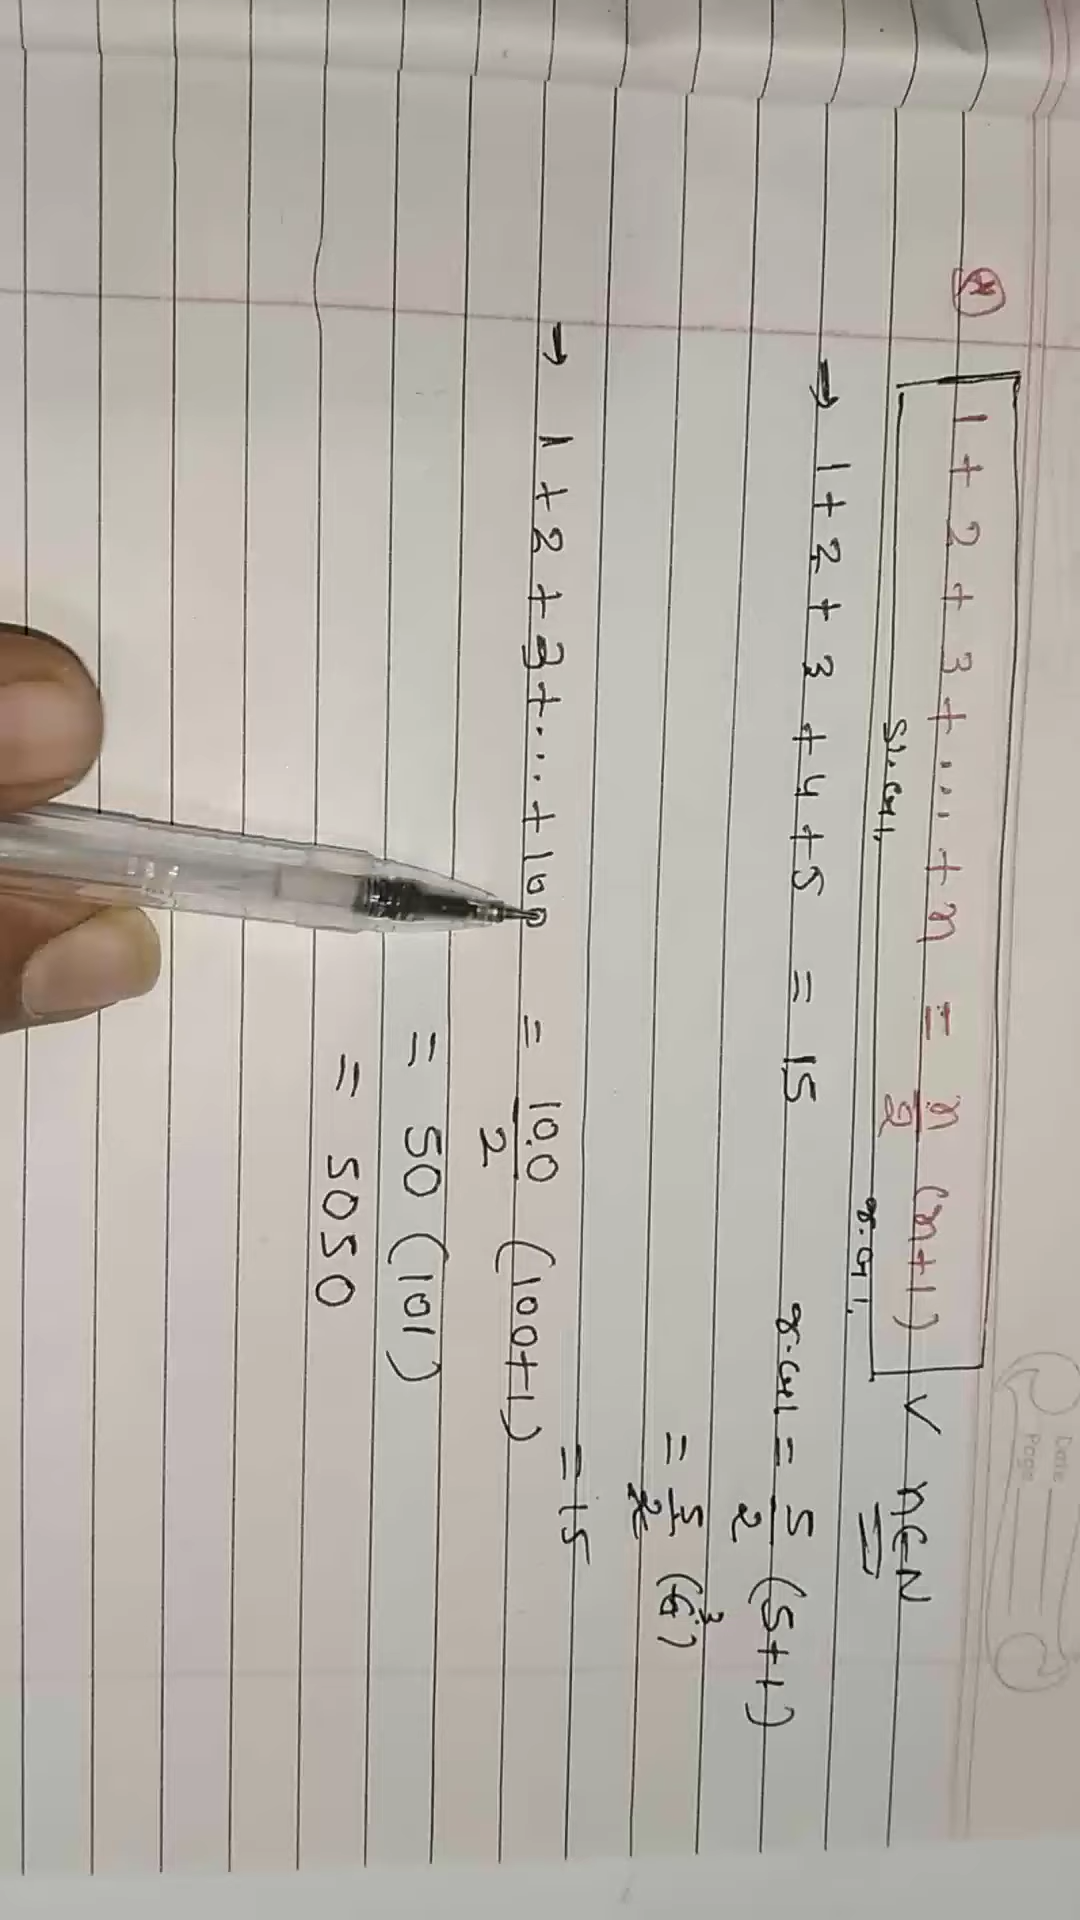 1 + 2 + 3 + ... + n = n/2 (n+1) ∀ n∈N
→ 1 + 2 + 3 + 4 + 5 = 15
= 5/2 (5+1)
= 5/2 (6) 3
= 15
→ 1 + 2 + 3 + ... + 100 = 100/2 (100+1)
= 50 (101)
= 5050
Date
Page